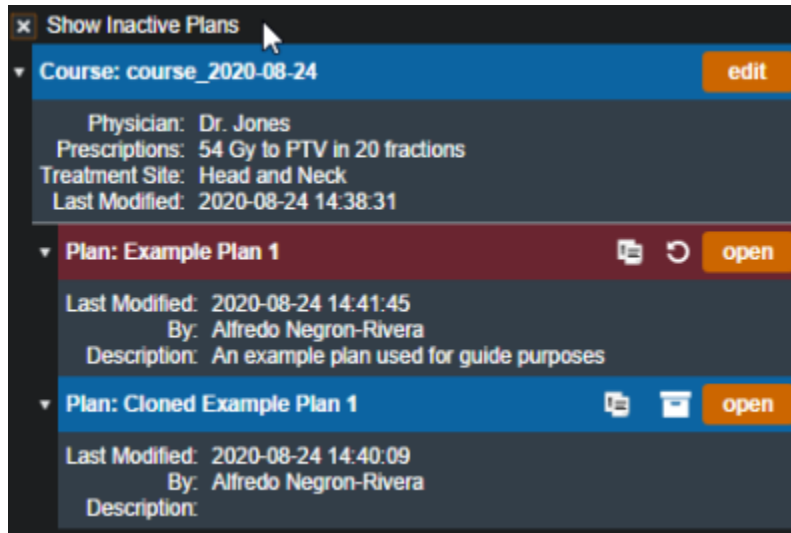 Show Inactive Plans
Course: course_2020-08-24 edit
Physician: Dr. Jones
Prescriptions: 54 Gy to PTV in 20 fractions
Treatment Site: Head and Neck
Last Modified: 2020-08-24 14:38:31
Plan: Example Plan 1 open
Last Modified: 2020-08-24 14:41:45
By: Alfredo Negron-Rivera
Description: An example plan used for guide purposes
Plan: Cloned Example Plan 1 open
Last Modified: 2020-08-24 14:40:09
By: Alfredo Negron-Rivera
Description: